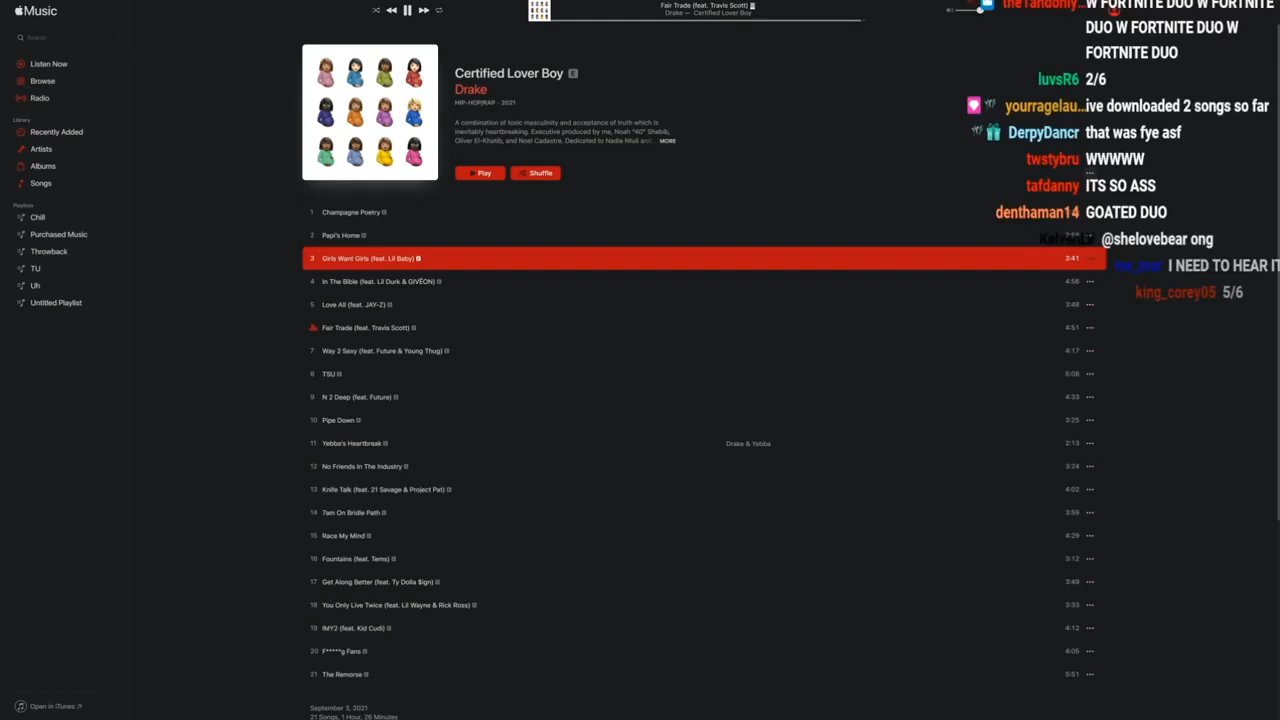 Music
Search
Listen Now
Browse
Radio
Library
Recently Added
Artists
Albums
Songs
Playlists
Chill
Purchased Music
Throwback
TU
Uh
Untitled Playlist
Open in iTunes ↗
Fair Trade (feat. Travis Scott)
Drake — Certified Lover Boy
Certified Lover Boy E
Drake
HIP-HOP/RAP · 2021
A combination of toxic masculinity and acceptance of truth which is
inevitably heartbreaking. Executive produced by me, Noah "40" Shebib,
Oliver El-Khatib, and Noel Cadastre. Dedicated to Nadia Ntuli and... MORE
Play
Shuffle
1 Champagne Poetry
2 Papi's Home
3 Girls Want Girls (feat. Lil Baby) 3:41
4 In The Bible (feat. Lil Durk & GIVĒON) 4:56
5 Love All (feat. JAY-Z) 3:48
Fair Trade (feat. Travis Scott) 4:51
7 Way 2 Sexy (feat. Future & Young Thug) 4:17
8 TSU 5:08
9 N 2 Deep (feat. Future) 4:33
10 Pipe Down 3:25
11 Yebba's Heartbreak Drake & Yebba 2:13
12 No Friends In The Industry 3:24
13 Knife Talk (feat. 21 Savage & Project Pat) 4:02
14 7am On Bridle Path 3:59
15 Race My Mind 4:29
16 Fountains (feat. Tems) 3:12
17 Get Along Better (feat. Ty Dolla $ign) 3:49
18 You Only Live Twice (feat. Lil Wayne & Rick Ross) 3:33
19 IMY2 (feat. Kid Cudi) 4:12
20 F*****g Fans 4:05
21 The Remorse 5:51
September 3, 2021
21 Songs, 1 Hour, 26 Minutes
the1randomly... W FORTNITE DUO W FORTNITE
DUO W FORTNITE DUO W
FORTNITE DUO
luvsR6 2/6
yourragelau... ive downloaded 2 songs so far
DerpyDancr that was fye asf
twstybru WWWWW
tafdanny ITS SO ASS
denthaman14 GOATED DUO
@shelovebear ong
I NEED TO HEAR IT
king_corey05 5/6